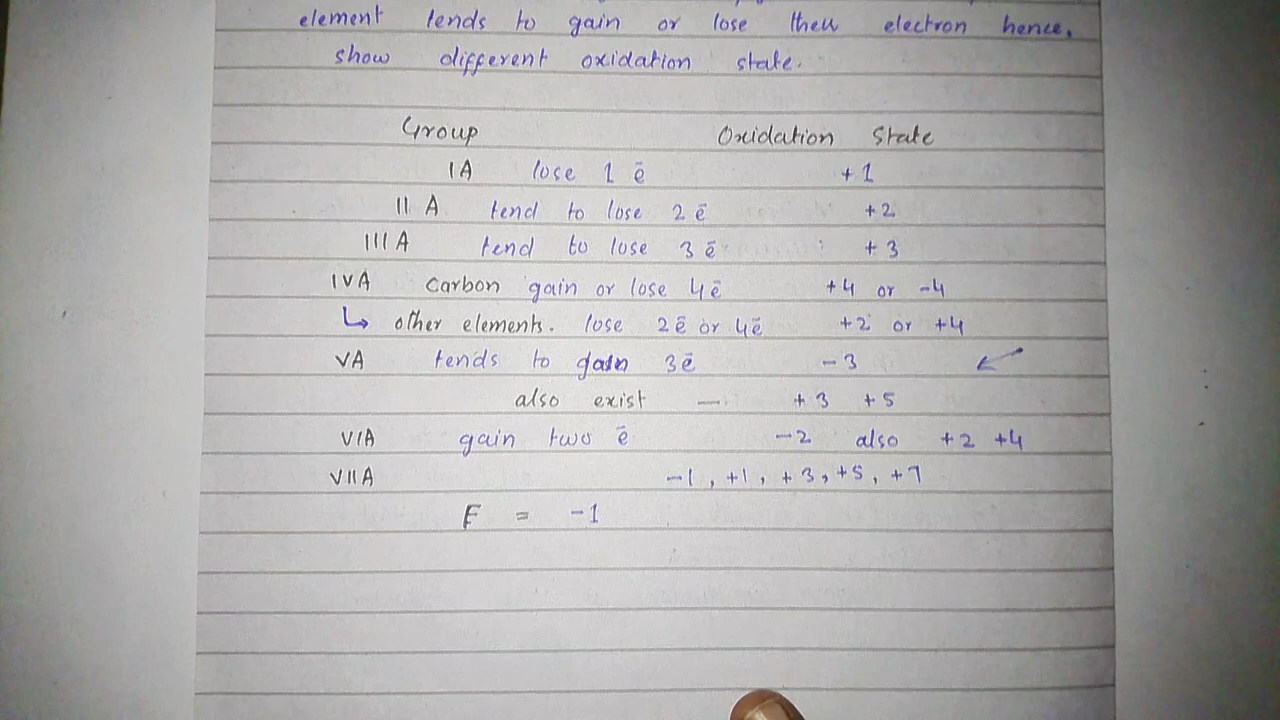 element tends to gain or lose their electron hence,
show different oxidation state.
Group Oxidation State
IA lose 1 ē +1
II A tend to lose 2 ē +2
III A tend to lose 3 ē +3
IVA Carbon gain or lose 4ē +4 or -4
↳ other elements. lose 2ē or 4ē +2 or +4
VA tends to gain 3ē -3 ↙
also exist — +3 +5
VIA gain two ē -2 also +2 +4
VIIA -1, +1, +3, +5, +7
F = -1